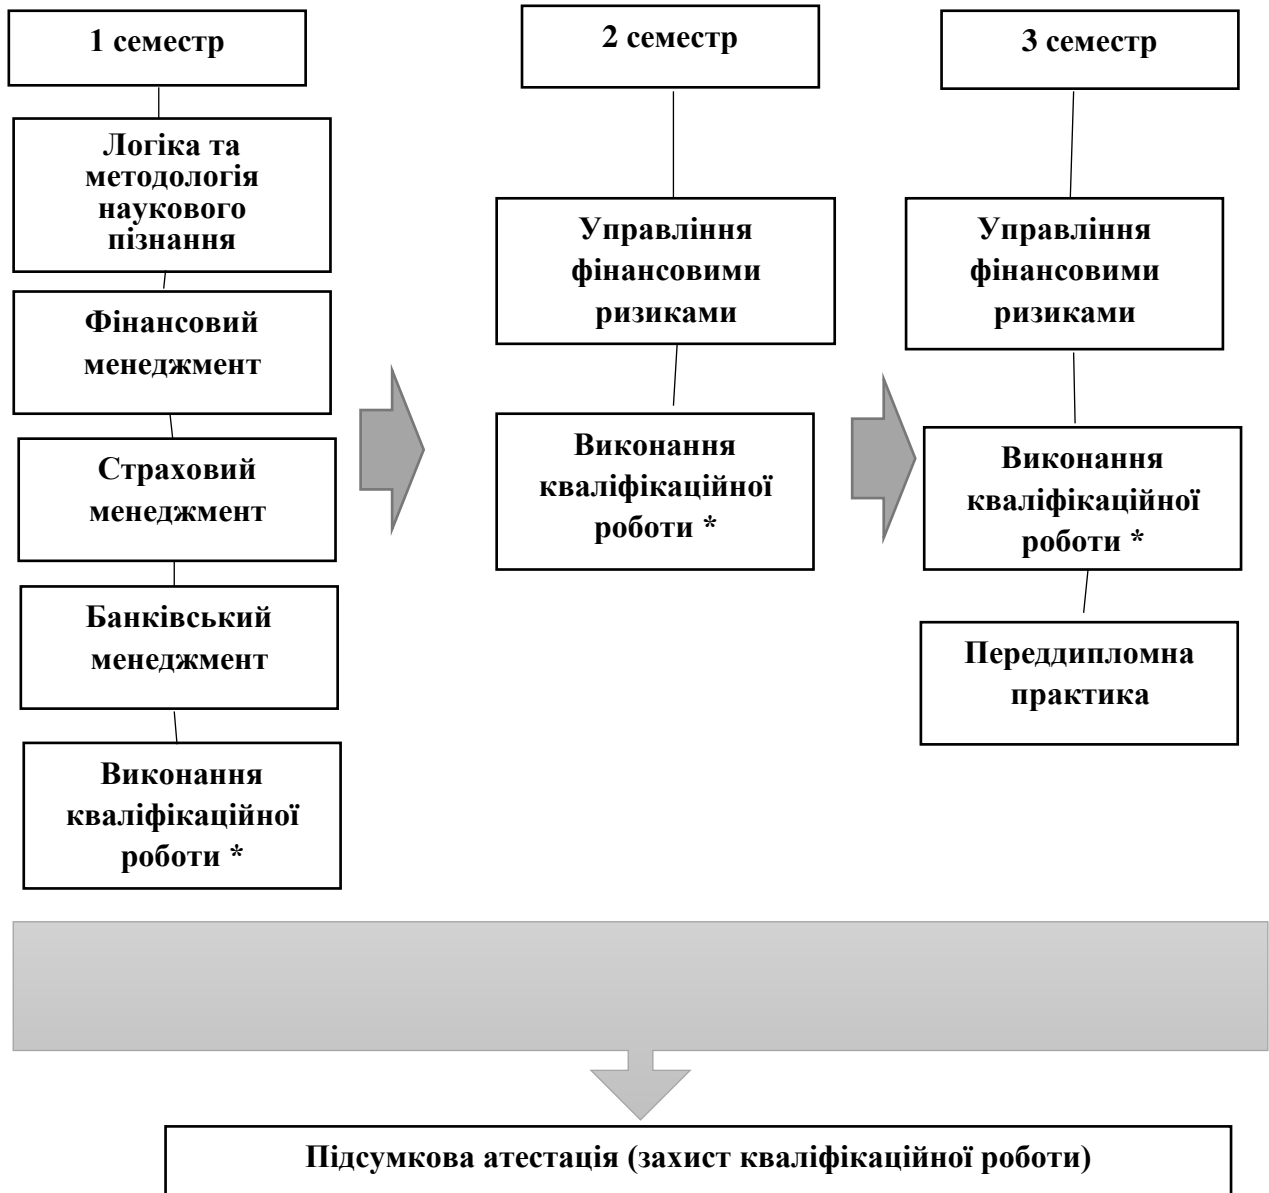 1 семестр
Логіка та
методологія
наукового
пізнання
Фінансовий
менеджмент
Страховий
менеджмент
Банківський
менеджмент
Виконання
кваліфікаційної
роботи *
2 семестр
Управління
фінансовими
ризиками
Виконання
кваліфікаційної
роботи *
3 семестр
Управління
фінансовими
ризиками
Виконання
кваліфікаційної
роботи *
Переддипломна
практика
Підсумкова атестація (захист кваліфікаційної роботи)